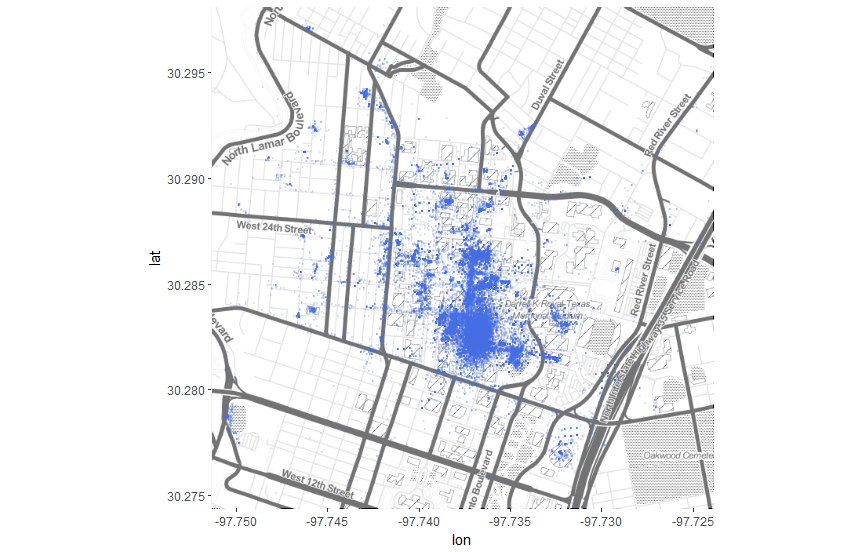 lat
30.295
30.290
30.285
30.280
30.275
North Lamar Boulevard
Duval Street
Red River Street
West 24th Street
Red River Street
Darrell K Royal-Texas
Memorial Stadium
evard
West 12th Street
nto Boulevard
Oakwood Cemete
-97.750
-97.745
-97.740
-97.735
-97.730
-97.725
lon